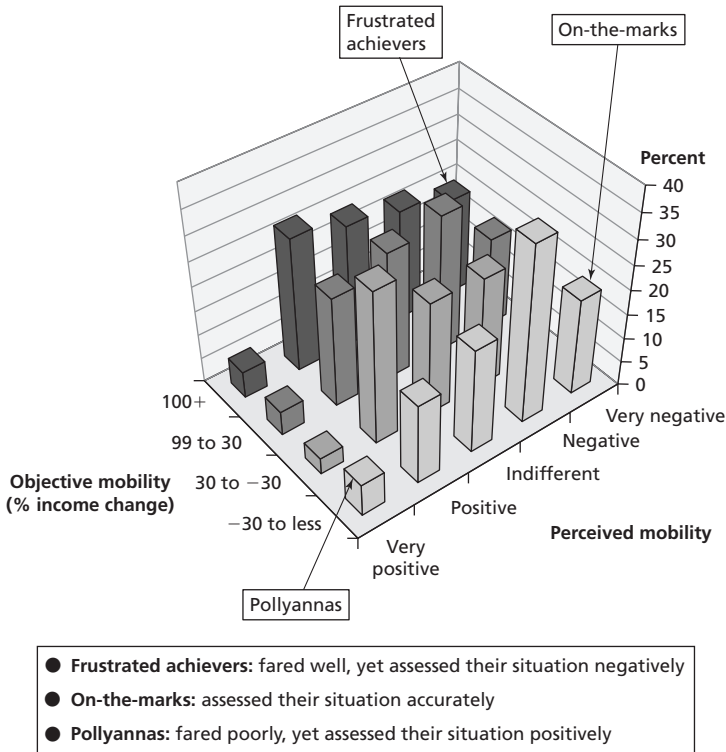 Frustrated
achievers
On-the-marks
Percent
40
35
30
25
20
15
10
5
0
100+
99 to 30
30 to −30
−30 to less
Objective mobility
(% income change)
Very negative
Negative
Indifferent
Positive
Very
positive
Perceived mobility
Pollyannas
● Frustrated achievers: fared well, yet assessed their situation negatively
● On-the-marks: assessed their situation accurately
● Pollyannas: fared poorly, yet assessed their situation positively